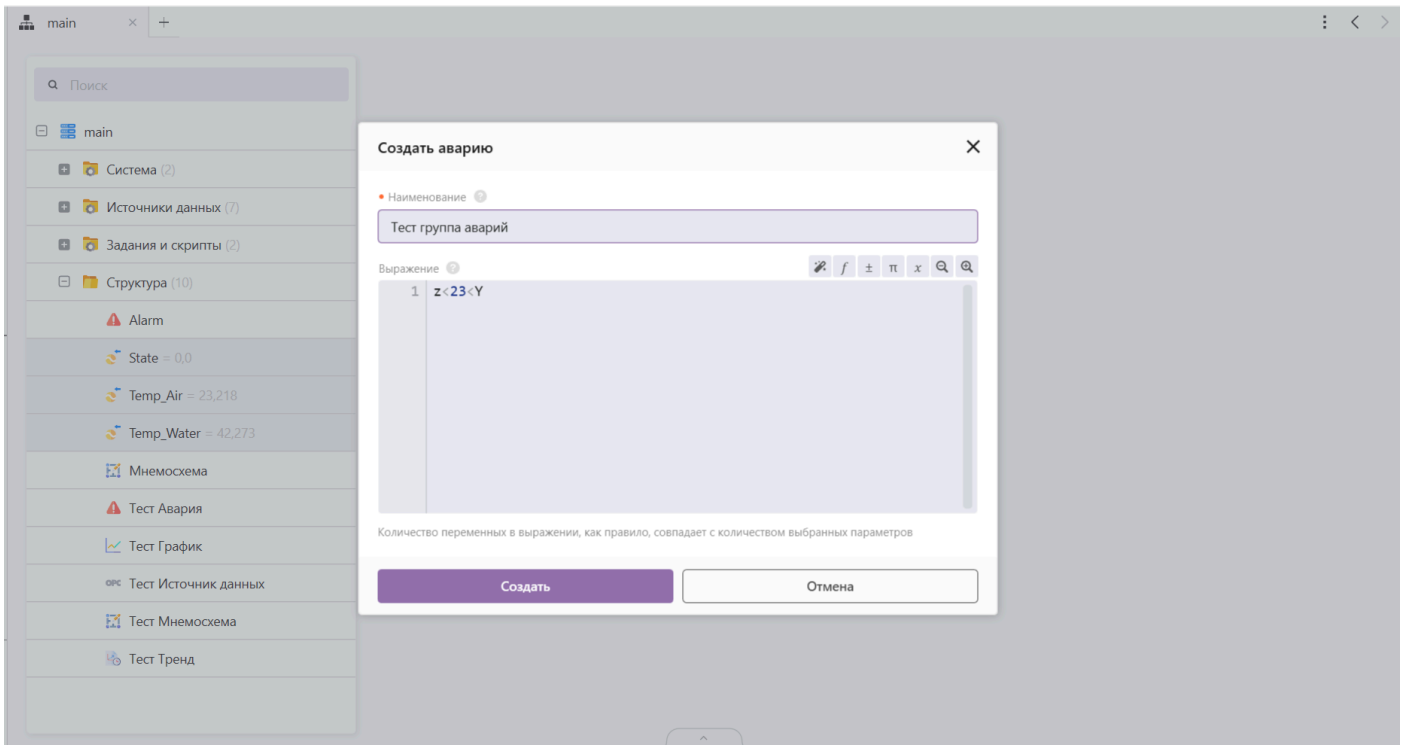 main
Поиск
main
Система (2)
Источники данных (7)
Задания и скрипты (2)
Структура (10)
Alarm
State = 0,0
Temp_Air = 23,218
Temp_Water = 42,273
Мнемосхема
Тест Авария
Тест График
OPC Тест Источник данных
Тест Мнемосхема
Тест Тренд
Создать аварию
• Наименование ?
Тест группа аварий
Выражение ?
f ± π x
1 z<23<Y
Количество переменных в выражении, как правило, совпадает с количеством выбранных параметров
Создать Отмена